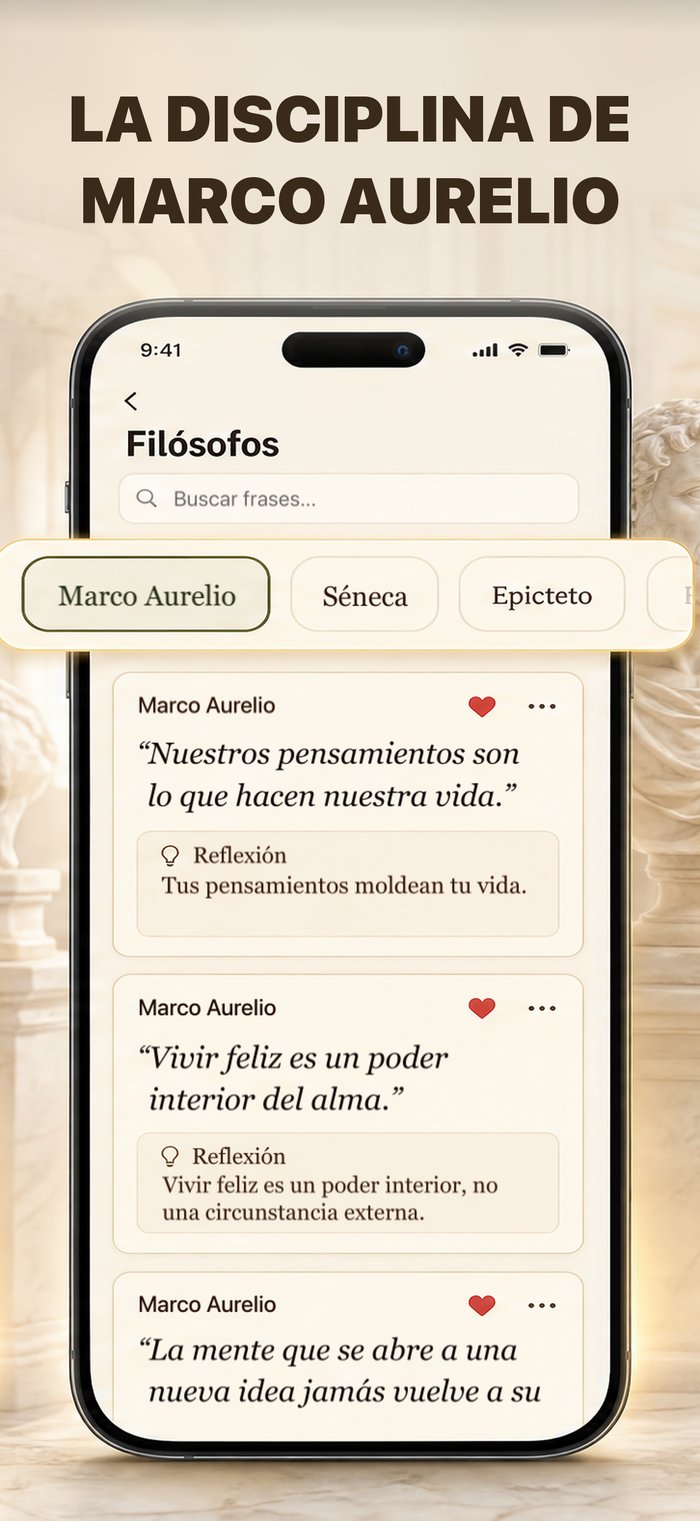 LA DISCIPLINA DE
MARCO AURELIO
9:41
Filósofos
Buscar frases...
Marco Aurelio
Séneca
Epicteto
Marco Aurelio
“Nuestros pensamientos son
lo que hacen nuestra vida.”
Reflexión
Tus pensamientos moldean tu vida.
Marco Aurelio
“Vivir feliz es un poder
interior del alma.”
Reflexión
Vivir feliz es un poder interior, no
una circunstancia externa.
Marco Aurelio
“La mente que se abre a una
nueva idea jamás vuelve a su